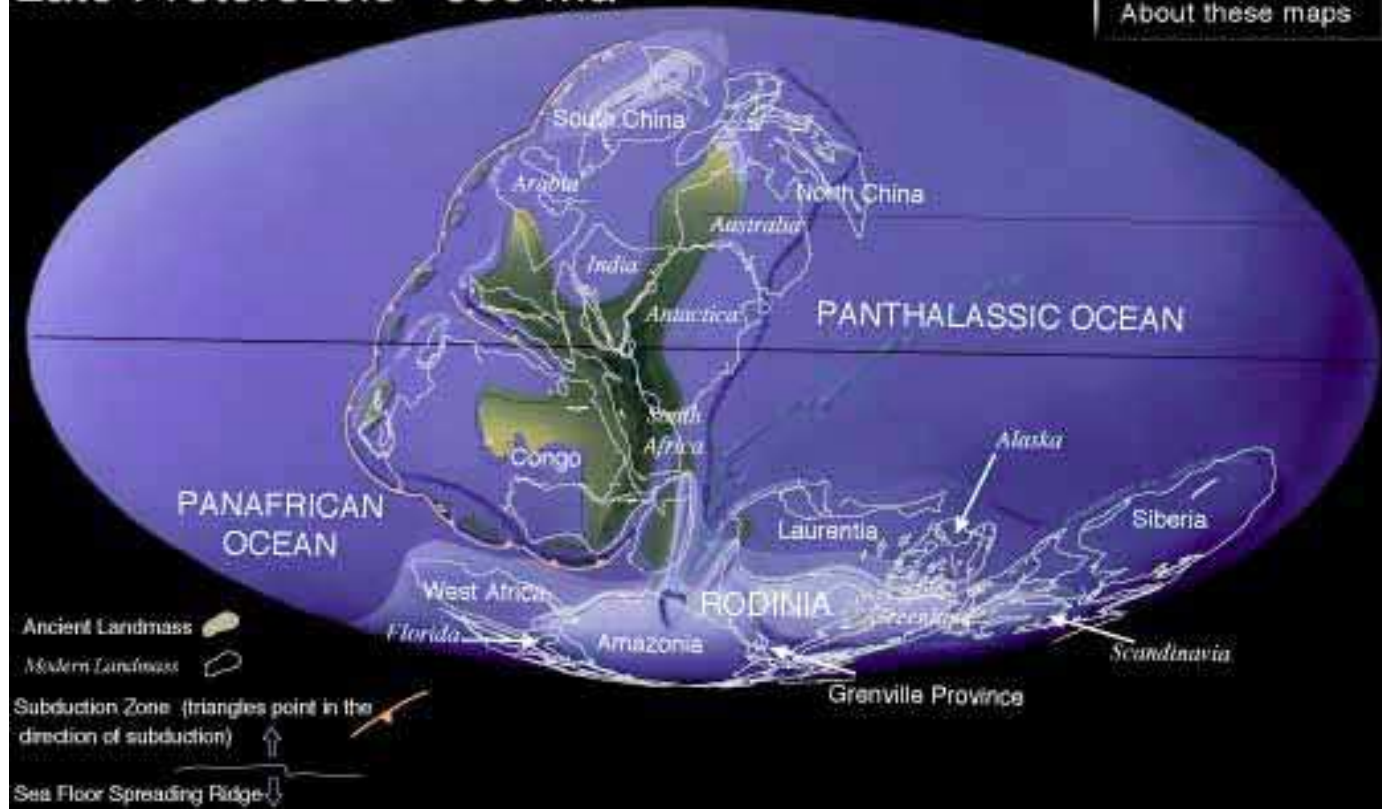 About these maps
South China
Arabia
North China
Australia
India
Antactica
PANTHALASSIC OCEAN
South
Africa
Alaska
Congo
PANAFRICAN
OCEAN
Laurentia
Siberia
West Africa
RODINIA
Greenland
Ancient Landmass
Florida
Amazonia
Scandinavia
Modern Landmass
Grenville Province
Subduction Zone (triangles point in the
direction of subduction)
Sea Floor Spreading Ridge